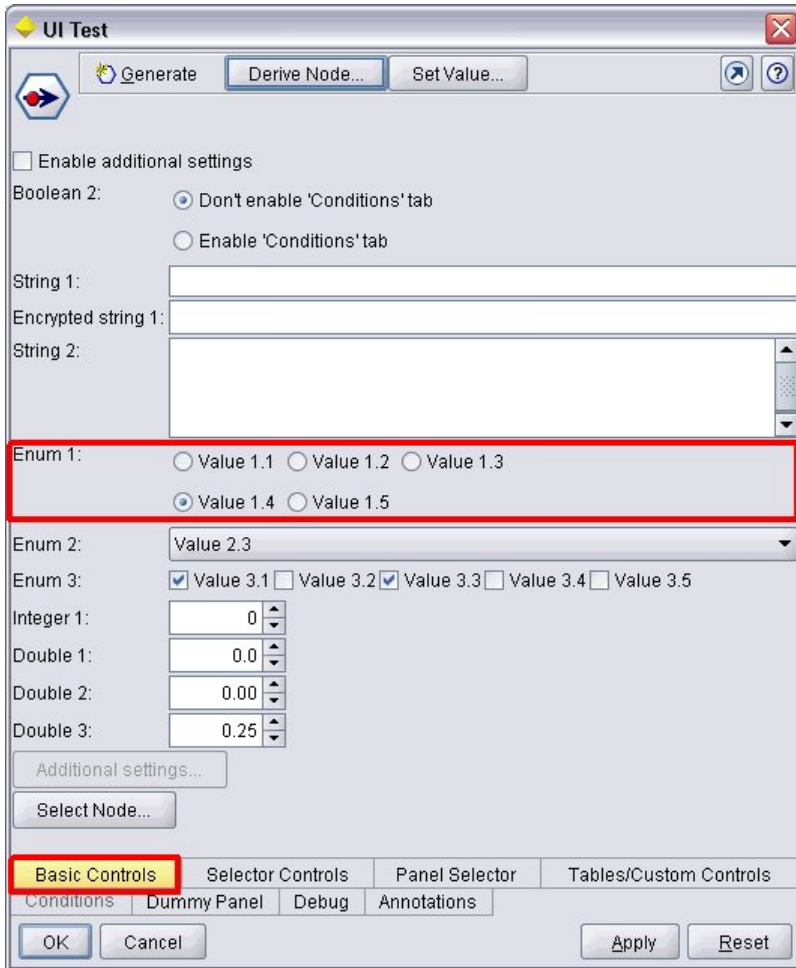 UI Test
Generate Derive Node... Set Value...
Enable additional settings
Boolean 2: Don't enable 'Conditions' tab
Enable 'Conditions' tab
String 1:
Encrypted string 1:
String 2:
Enum 1: Value 1.1 Value 1.2 Value 1.3
Value 1.4 Value 1.5
Enum 2: Value 2.3
Enum 3: Value 3.1 Value 3.2 Value 3.3 Value 3.4 Value 3.5
Integer 1: 0
Double 1: 0.0
Double 2: 0.00
Double 3: 0.25
Additional settings...
Select Node...
Basic Controls Selector Controls Panel Selector Tables/Custom Controls
Conditions Dummy Panel Debug Annotations
OK Cancel Apply Reset